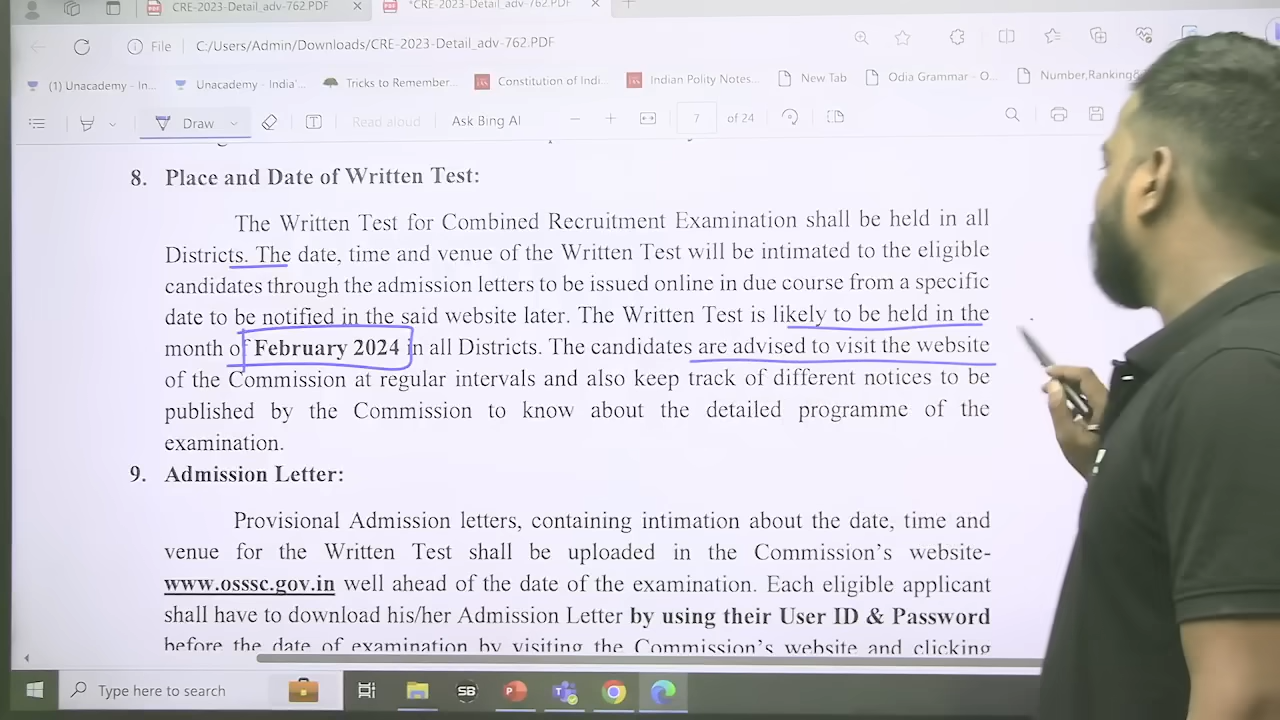 CRE-2023-Detail_adv-762.PDF
*CRE-2023-Detail_adv-762.PDF
File C:/Users/Admin/Downloads/CRE-2023-Detail_adv-762.PDF
(1) Unacademy - In... Unacademy - India'... Tricks to Remember... Constitution of Indi... Indian Polity Notes... New Tab Odia Grammar - O... Number,Ranking&
Draw Read aloud Ask Bing AI 7 of 24
8. Place and Date of Written Test:
The Written Test for Combined Recruitment Examination shall be held in all
Districts. The date, time and venue of the Written Test will be intimated to the eligible
candidates through the admission letters to be issued online in due course from a specific
date to be notified in the said website later. The Written Test is likely to be held in the
month of February 2024 in all Districts. The candidates are advised to visit the website
of the Commission at regular intervals and also keep track of different notices to be
published by the Commission to know about the detailed programme of the
examination.
9. Admission Letter:
Provisional Admission letters, containing intimation about the date, time and
venue for the Written Test shall be uploaded in the Commission's website-
www.osssc.gov.in well ahead of the date of the examination. Each eligible applicant
shall have to download his/her Admission Letter by using their User ID & Password
before the date of examination by visiting the Commission's website and clicking
Type here to search SB